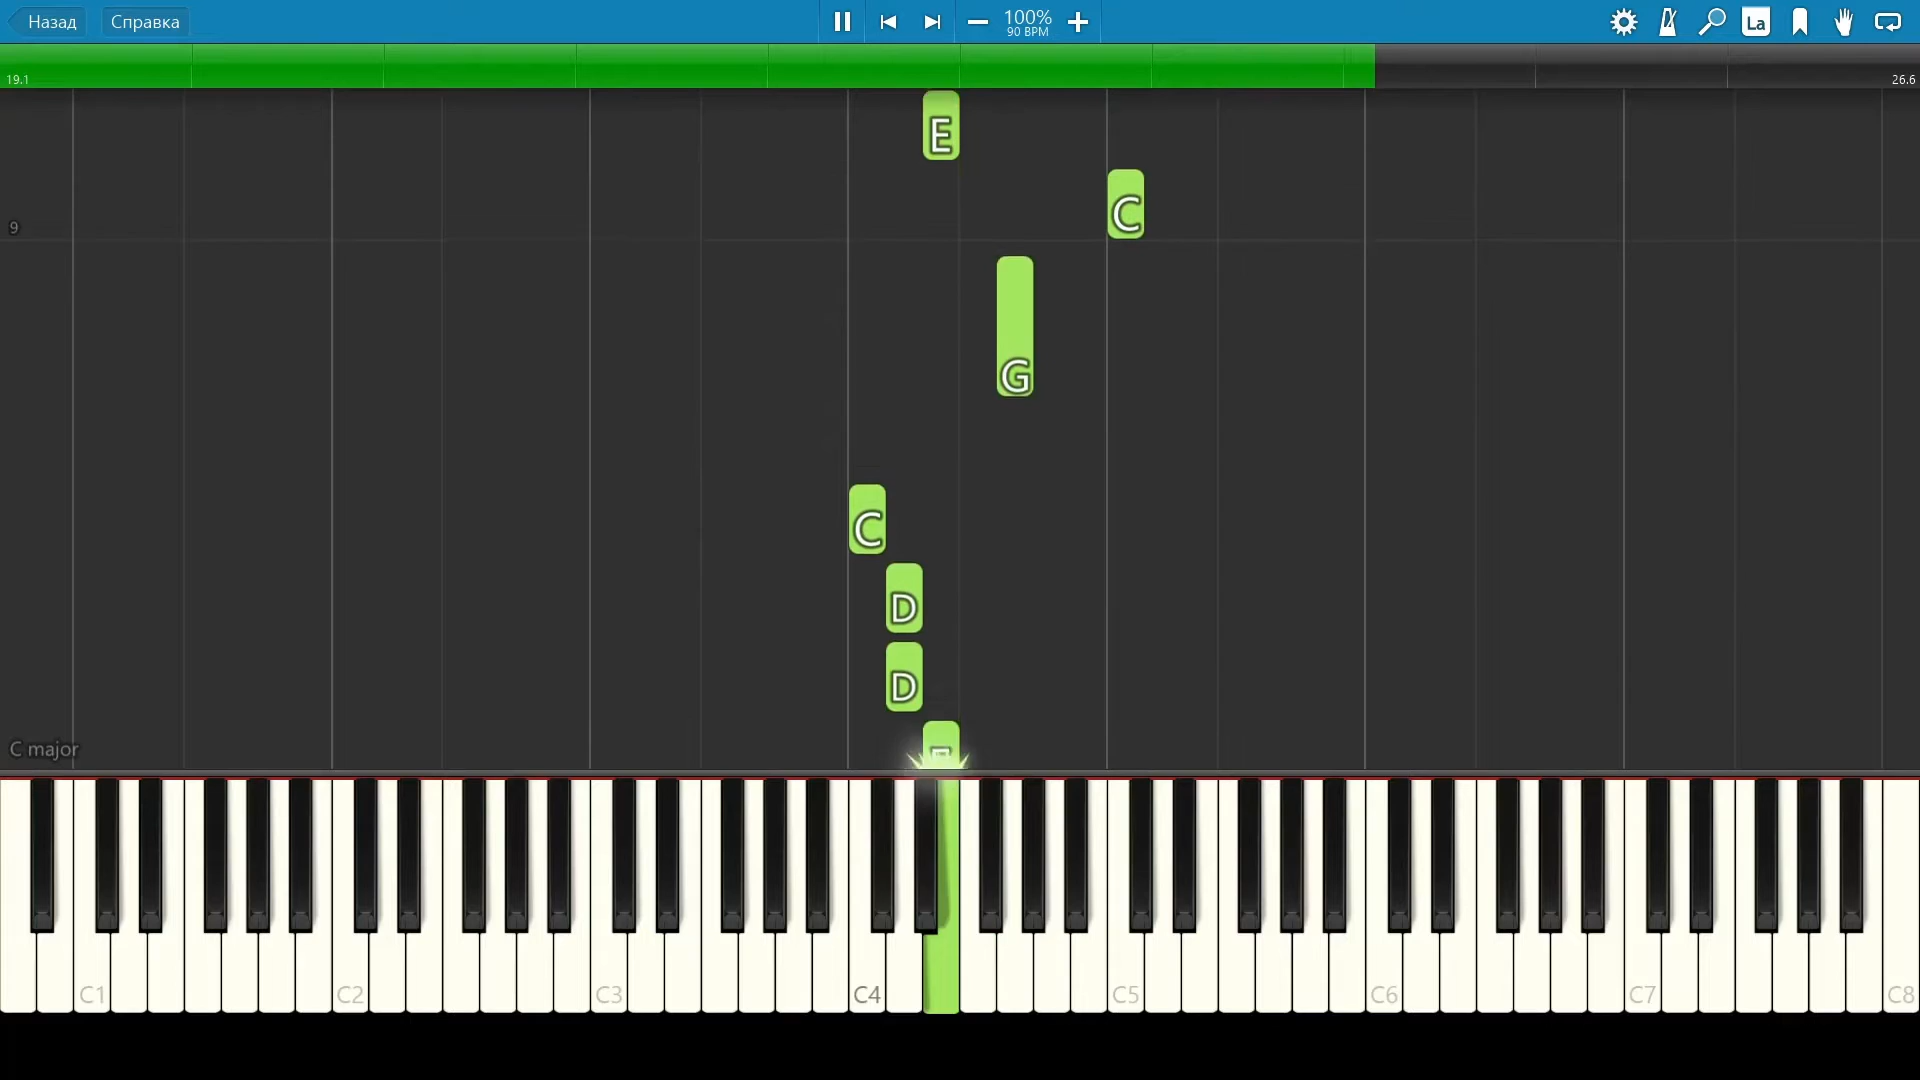 Назад Справка 100% La
90 BPM
19.1 26.6
E
C
9
G
C
D
D
C major
C1 C2 C3 C4 C5 C6 C7 C8